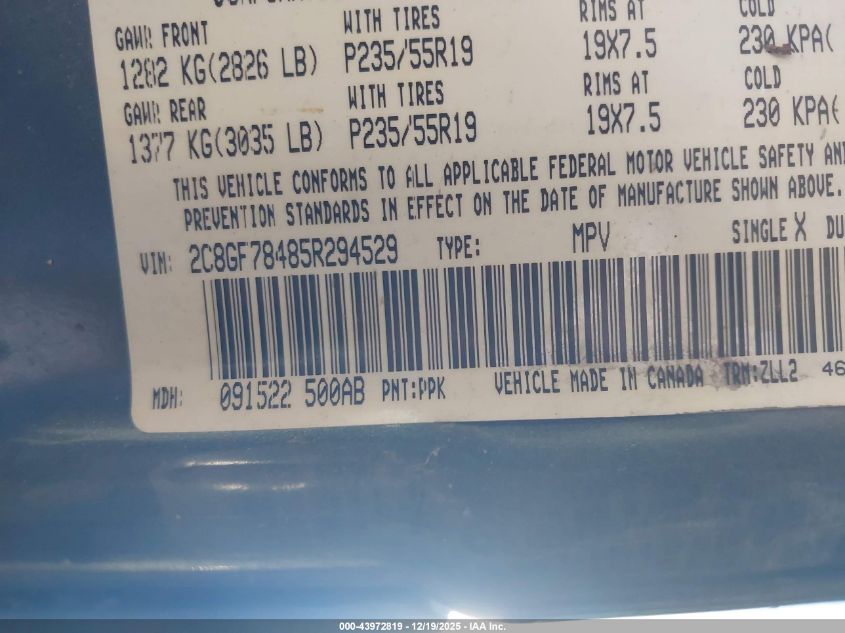 GAWR FRONT WITH TIRES RIMS AT COLD
1282 KG(2826 LB) P235/55R19 19X7.5 230 KPA(
GAWR REAR WITH TIRES RIMS AT COLD
1377 KG(3035 LB) P235/55R19 19X7.5 230 KPA(
THIS VEHICLE CONFORMS TO ALL APPLICABLE FEDERAL MOTOR VEHICLE SAFETY AND
PREVENTION STANDARDS IN EFFECT ON THE DATE OF MANUFACTURE SHOWN ABOVE.
VIN: 2C8GF78485R294529 TYPE: MPV SINGLE X DU
MDH: 091522 500AB PNT:PPK VEHICLE MADE IN CANADA TRM:ZLL2 46
000-43972819 - 12/19/2025 - IAA Inc.